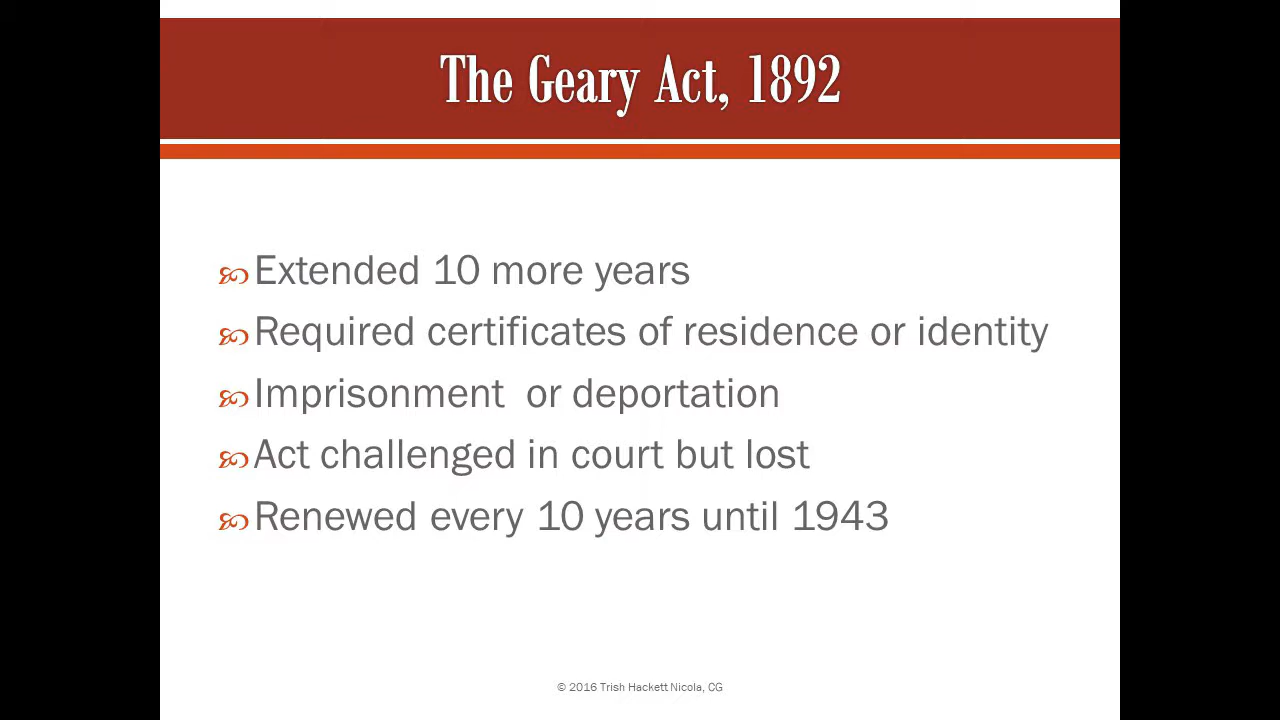 The Geary Act, 1892
Extended 10 more years
Required certificates of residence or identity
Imprisonment  or deportation
Act challenged in court but lost
Renewed every 10 years until 1943
© 2016 Trish Hackett Nicola, CG